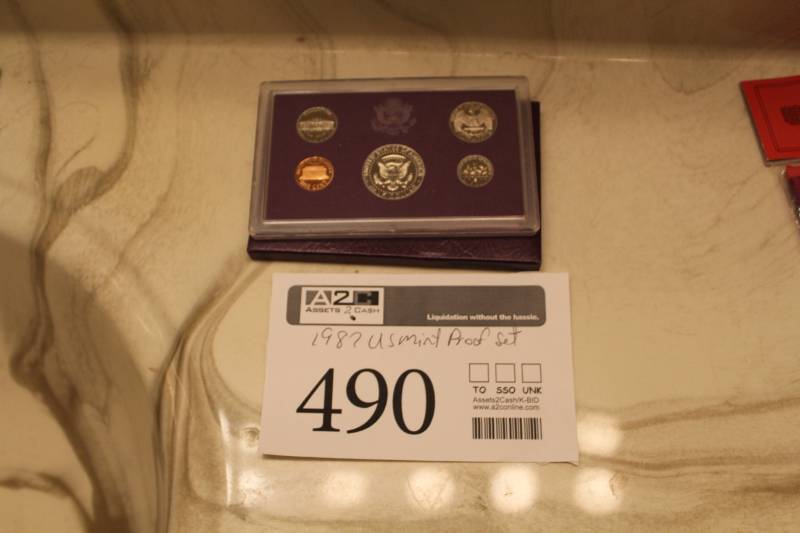 A2C
ASSETS 2 CASH
Liquidation without the hassle.
1987 US mint Proof Set
490
TO SSO UNK
Assets2Cash/K-BID
www.a2conline.com